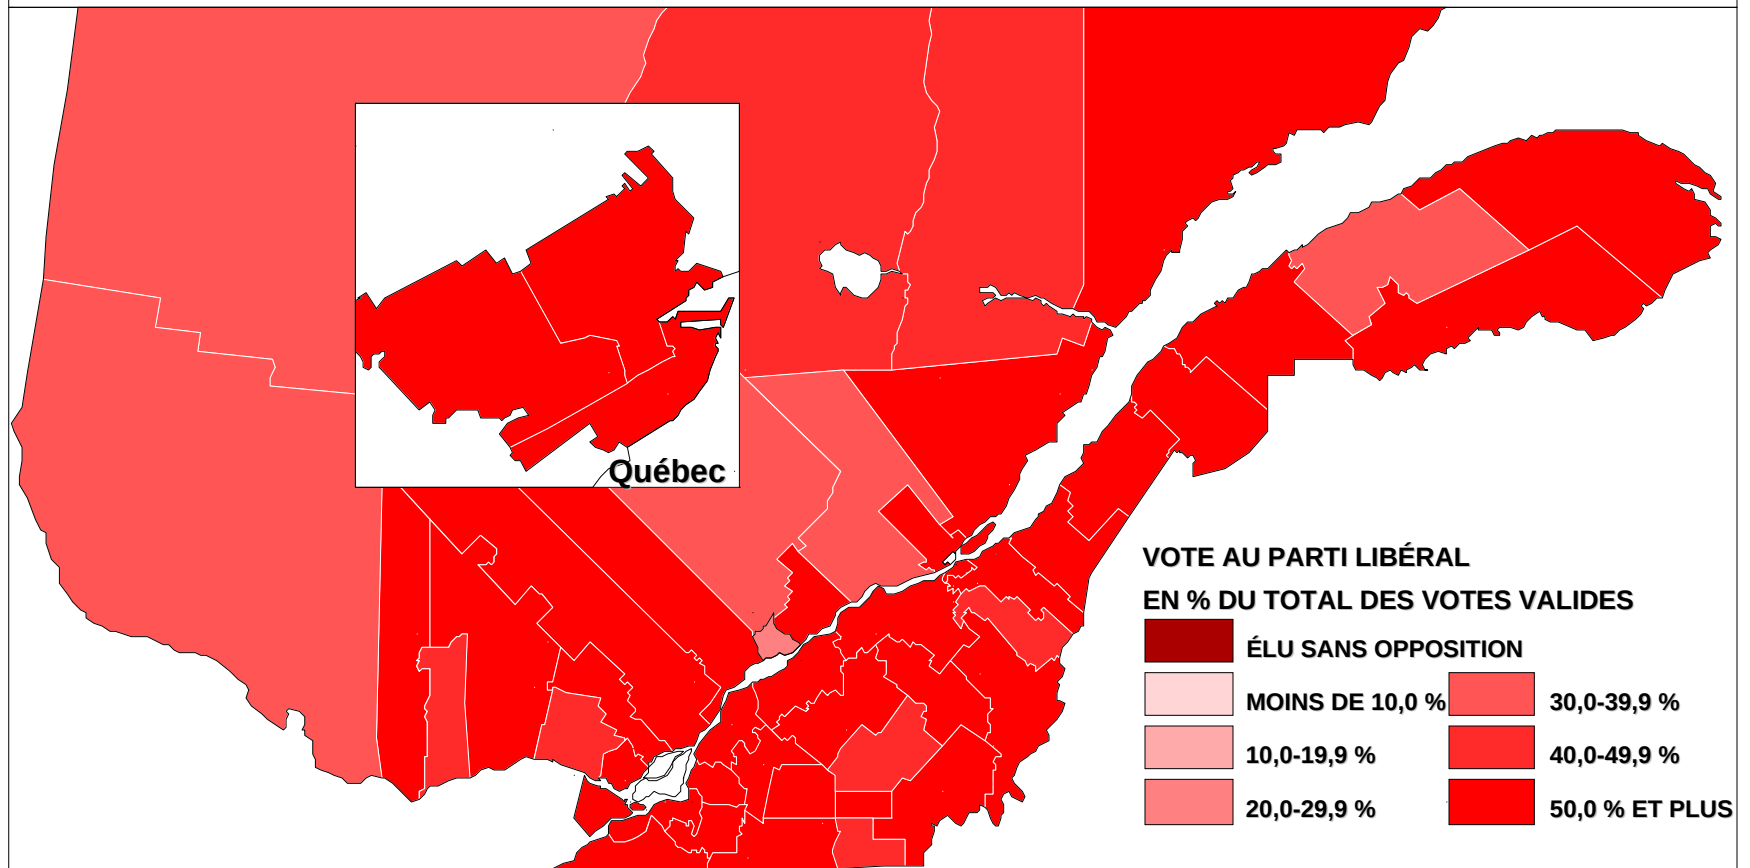 Québec
VOTE AU PARTI LIBÉRAL
EN % DU TOTAL DES VOTES VALIDES
ÉLU SANS OPPOSITION
MOINS DE 10,0 %
10,0-19,9 %
20,0-29,9 %
30,0-39,9 %
40,0-49,9 %
50,0 % ET PLUS